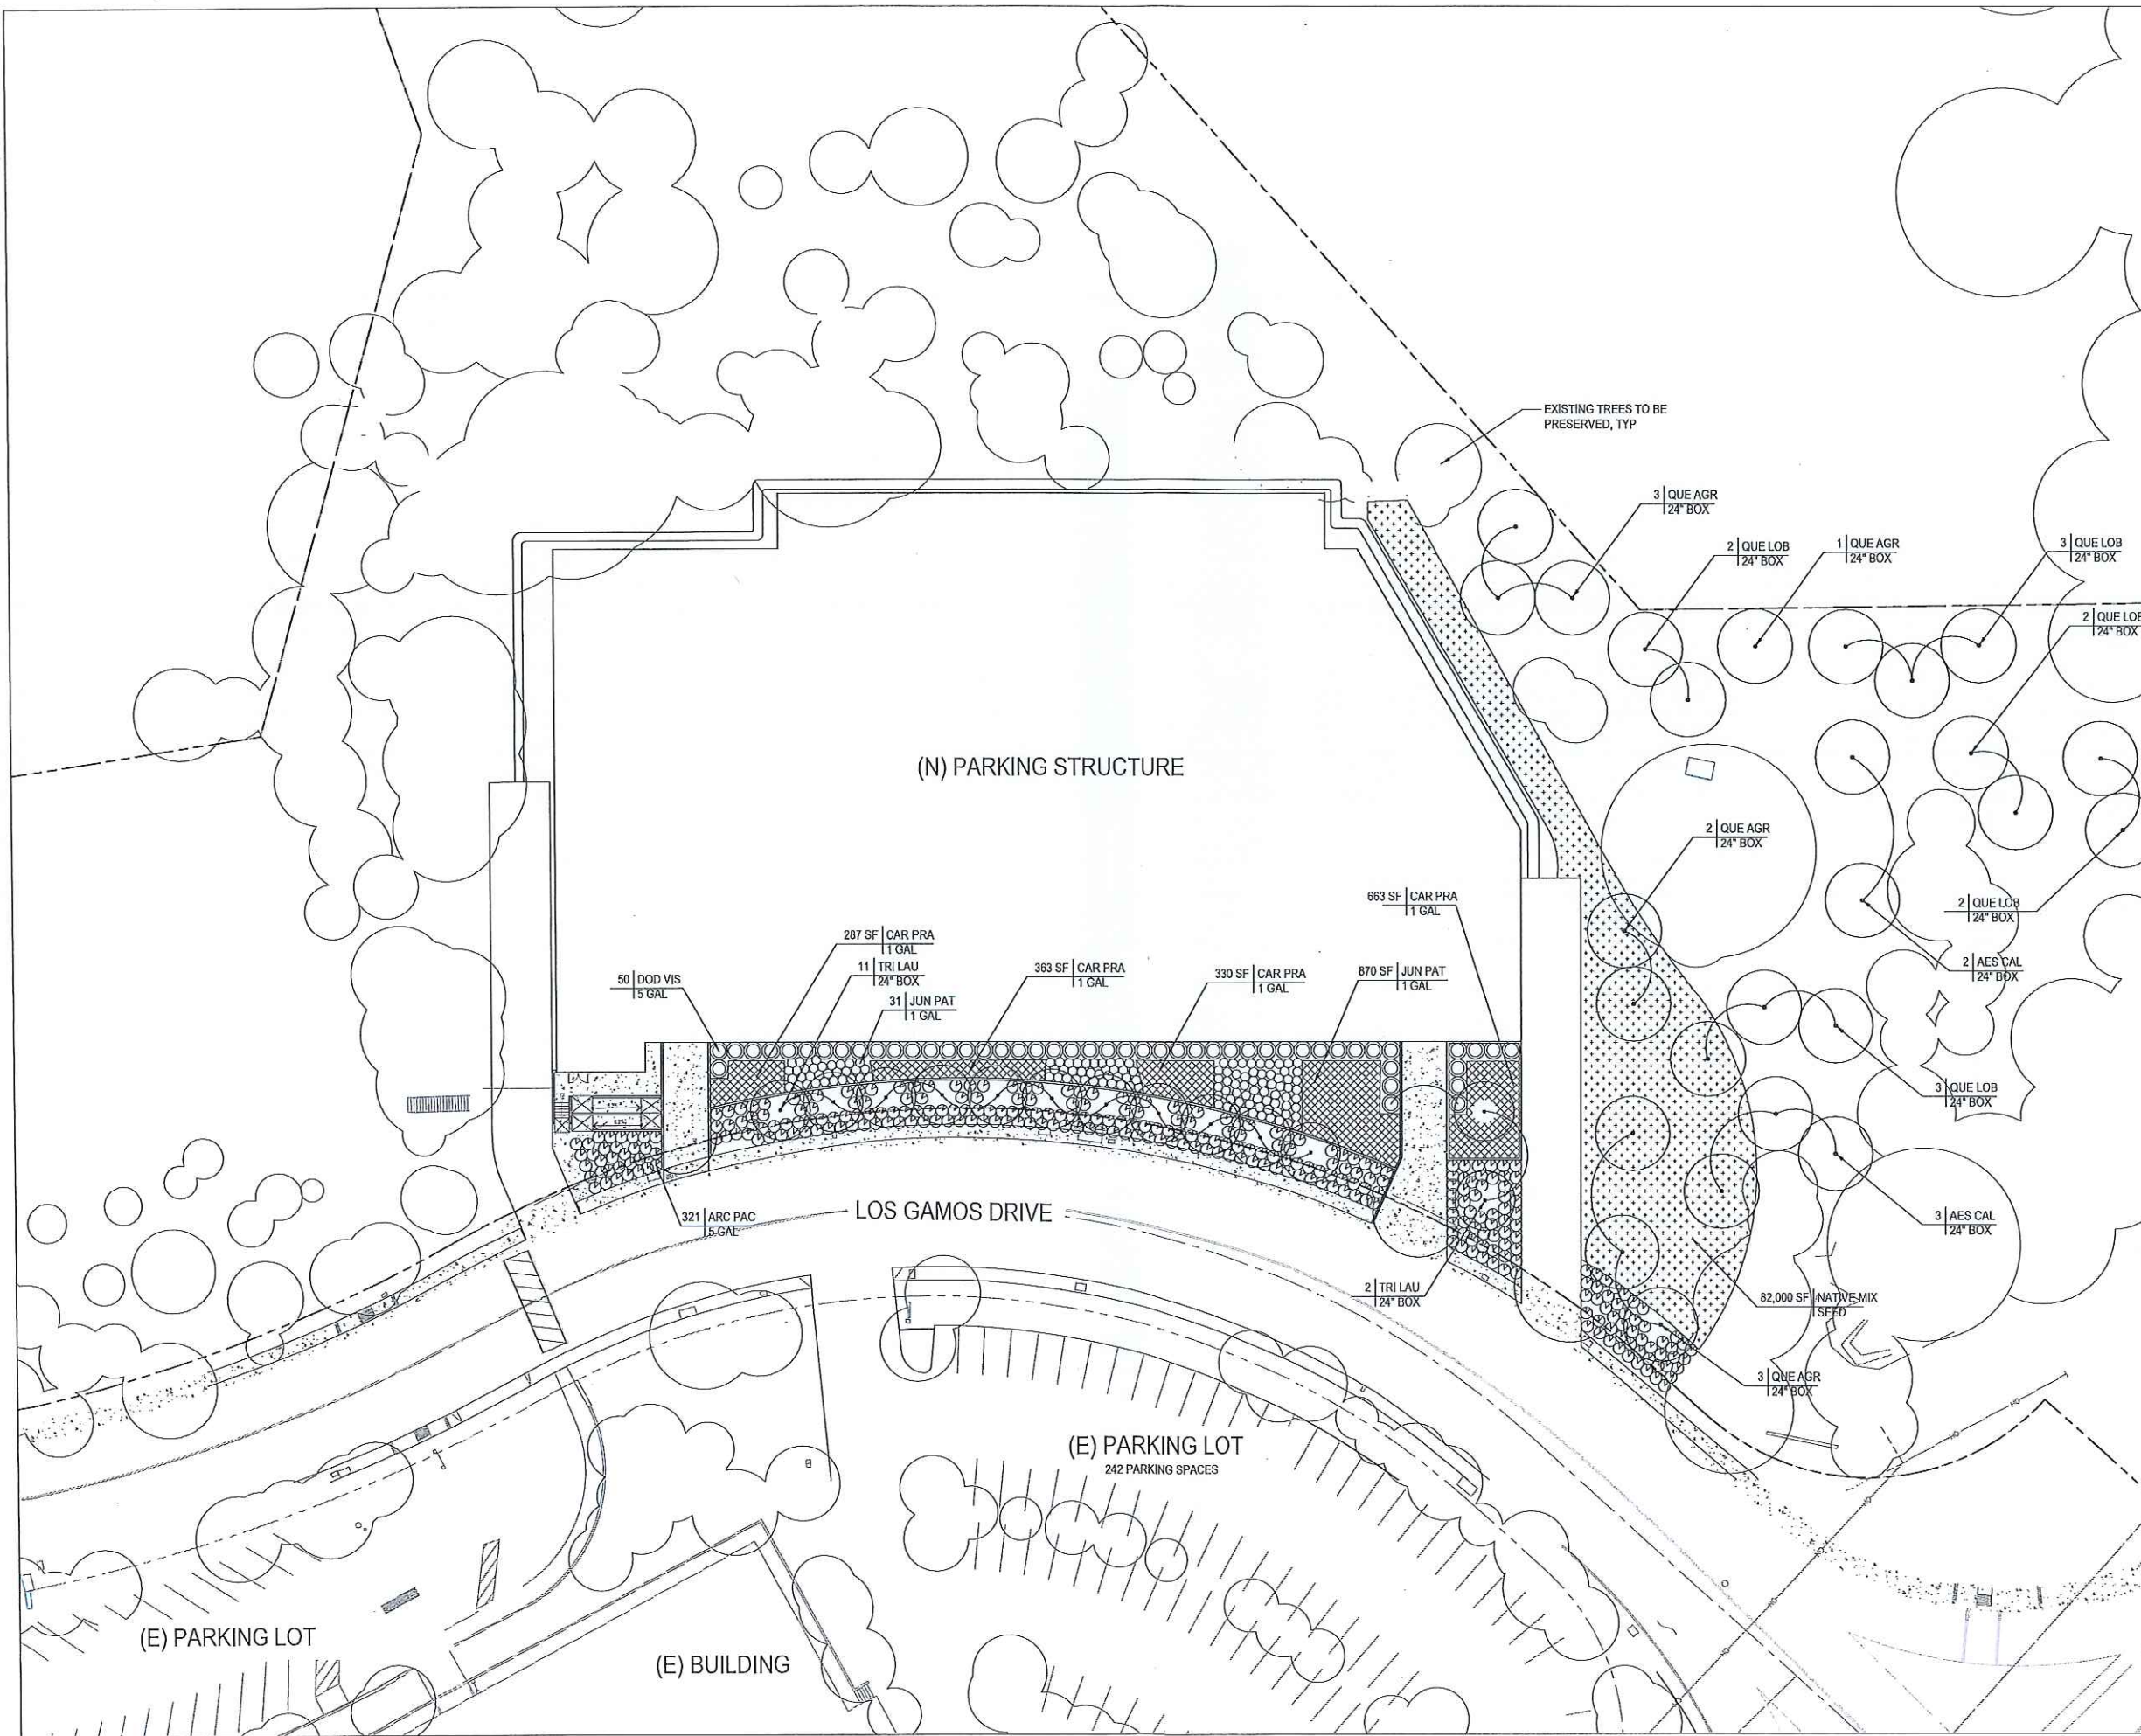 EXISTING TREES TO BE
PRESERVED, TYP
3 QUE AGR
24" BOX
2 QUE LOB
24" BOX
1 QUE AGR
24" BOX
3 QUE LOB
24" BOX
2 QUE LOB
24" BOX
(N) PARKING STRUCTURE
2 QUE AGR
24" BOX
663 SF CAR PRA
1 GAL
2 QUE LOB
24" BOX
287 SF CAR PRA
1 GAL
11 TRI LAU
24" BOX
31 JUN PAT
1 GAL
50 DOD VIS
5 GAL
363 SF CAR PRA
1 GAL
330 SF CAR PRA
1 GAL
870 SF JUN PAT
1 GAL
2 AES CAL
24" BOX
3 QUE LOB
24" BOX
321 ARC PAC
5 GAL
LOS GAMOS DRIVE
3 AES CAL
24" BOX
2 TRI LAU
24" BOX
82,000 SF NATIVE MIX
SEED
3 QUE AGR
24" BOX
(E) PARKING LOT
242 PARKING SPACES
(E) PARKING LOT
(E) BUILDING